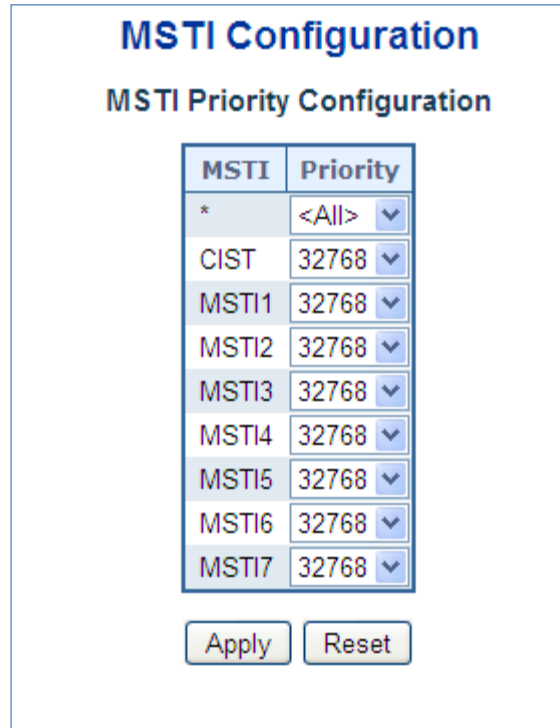 MSTI Configuration
MSTI Priority Configuration
MSTI Priority
* <All>
CIST 32768
MSTI1 32768
MSTI2 32768
MSTI3 32768
MSTI4 32768
MSTI5 32768
MSTI6 32768
MSTI7 32768
Apply Reset